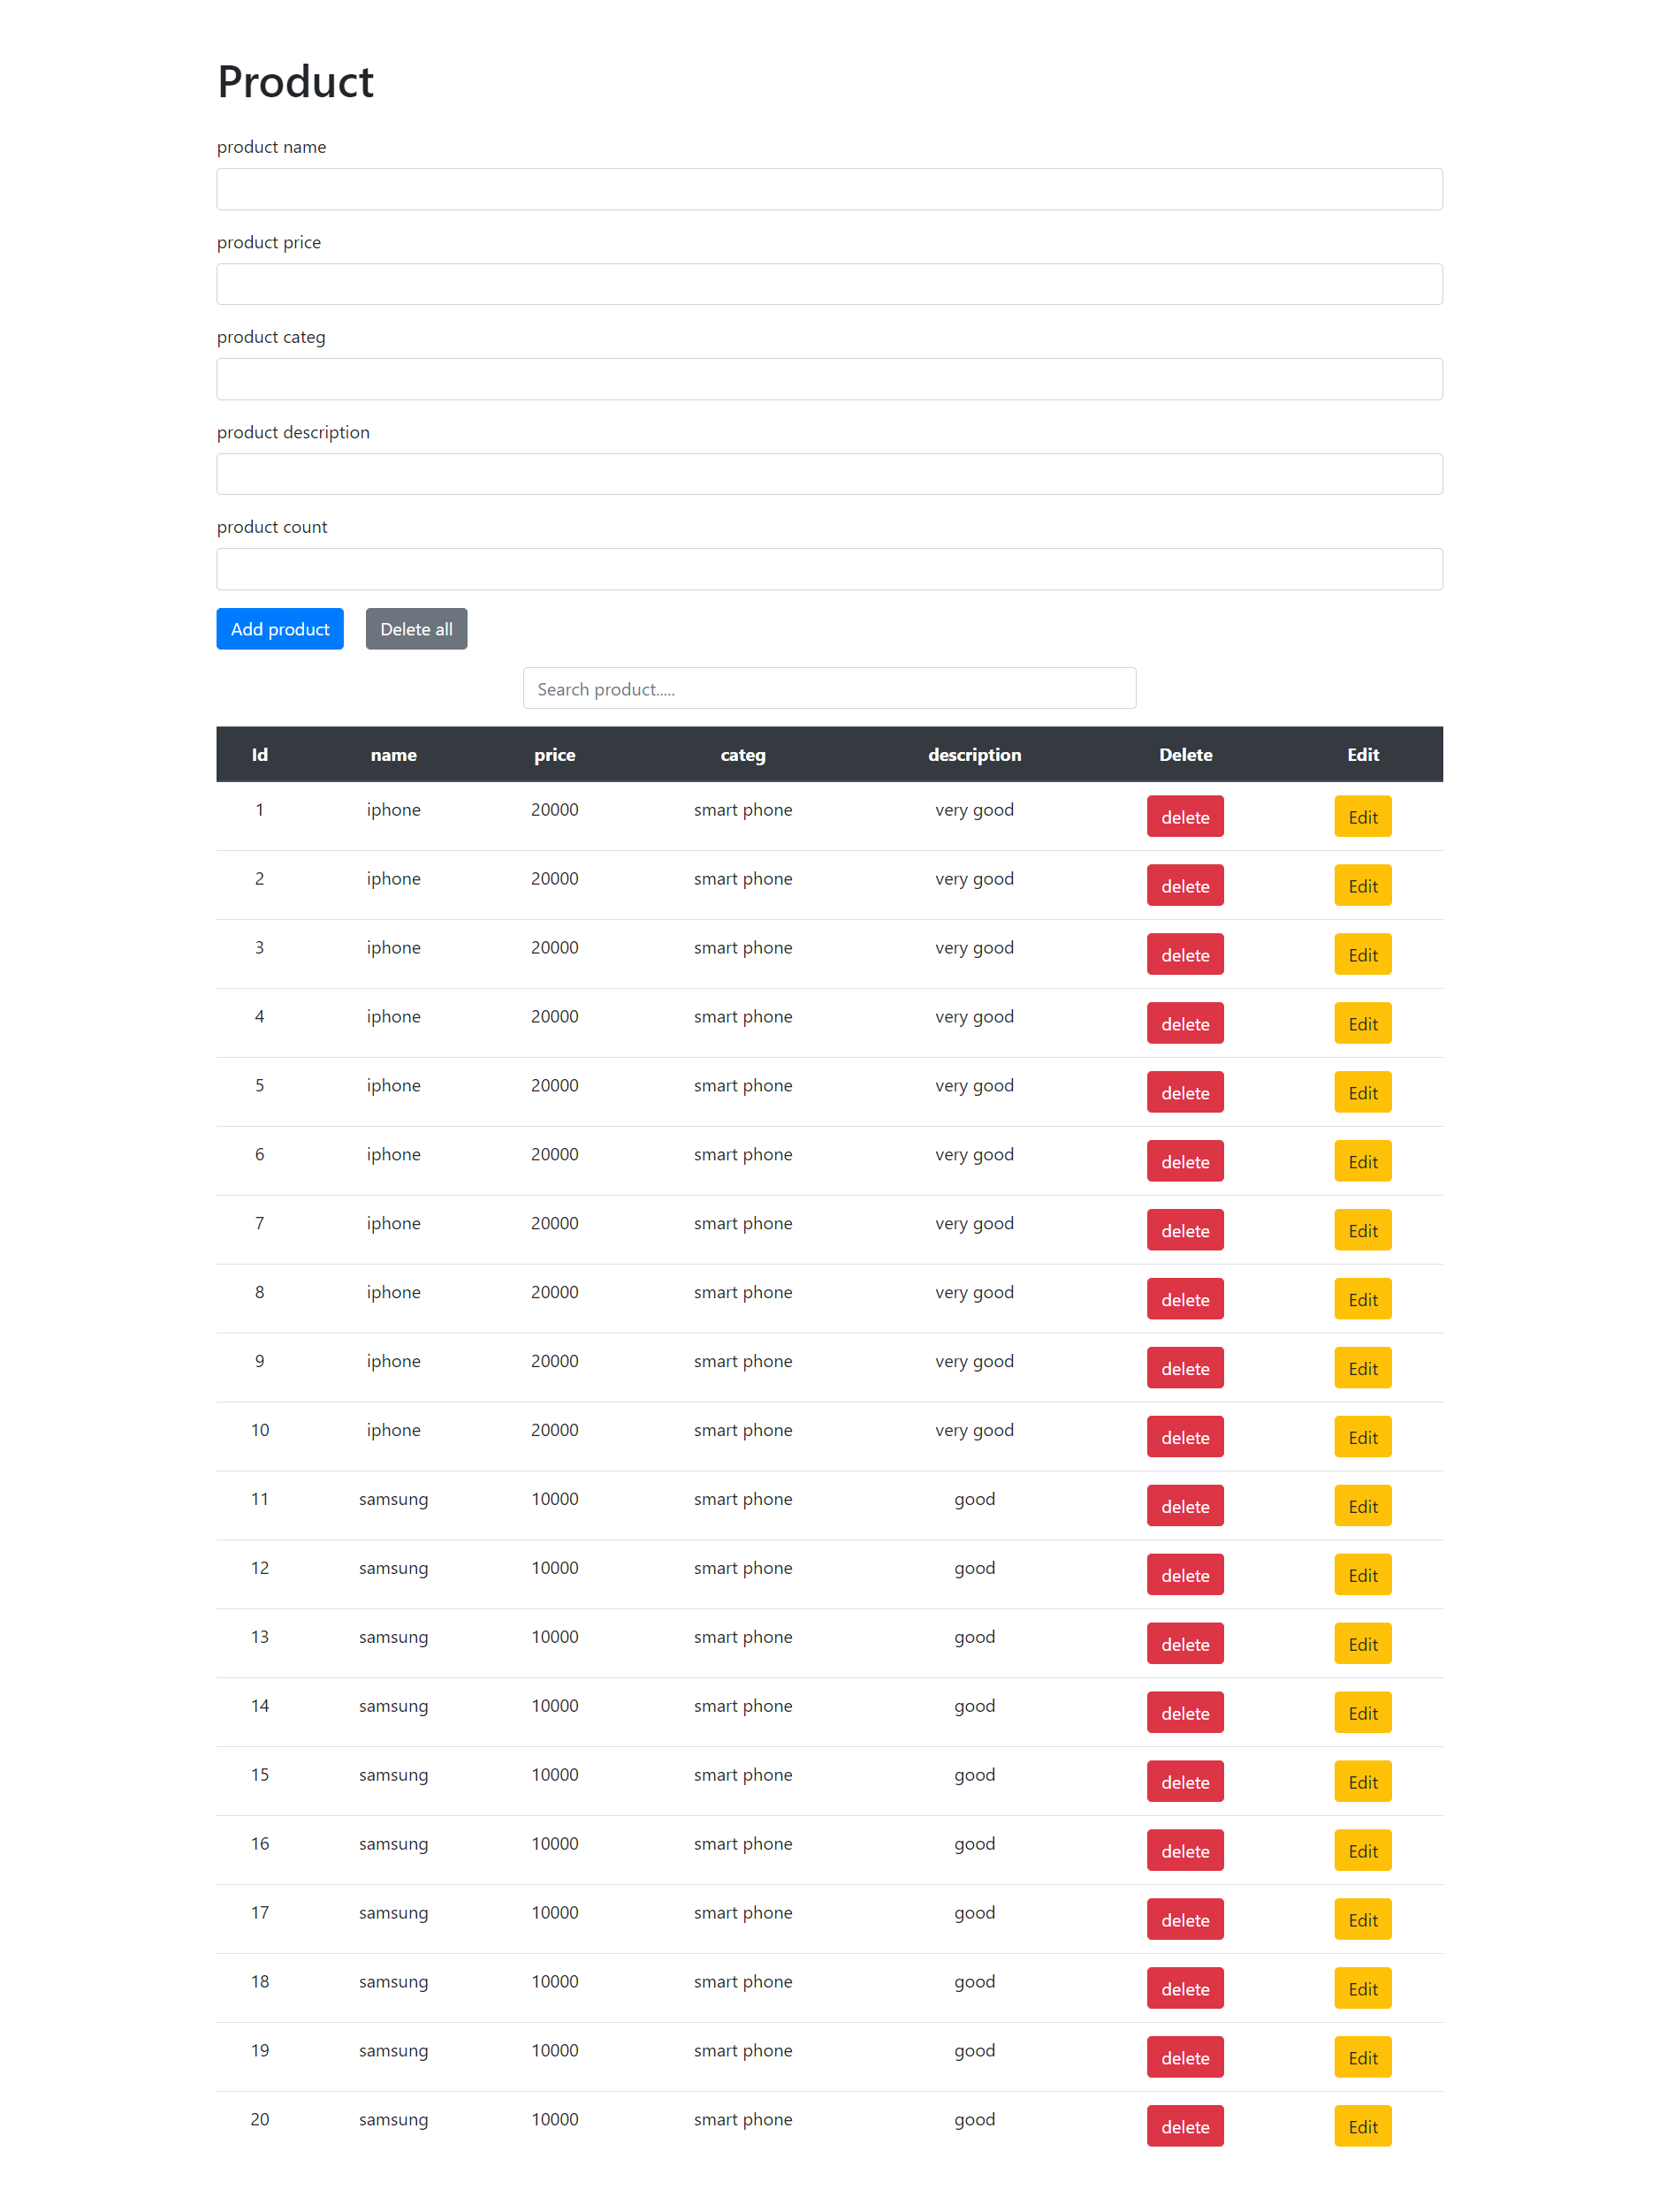 Product
product name
product price
product categ
product description
product count
Add product Delete all
Search product.....
Id name price categ description Delete Edit
1 iphone 20000 smart phone very good delete Edit
2 iphone 20000 smart phone very good delete Edit
3 iphone 20000 smart phone very good delete Edit
4 iphone 20000 smart phone very good delete Edit
5 iphone 20000 smart phone very good delete Edit
6 iphone 20000 smart phone very good delete Edit
7 iphone 20000 smart phone very good delete Edit
8 iphone 20000 smart phone very good delete Edit
9 iphone 20000 smart phone very good delete Edit
10 iphone 20000 smart phone very good delete Edit
11 samsung 10000 smart phone good delete Edit
12 samsung 10000 smart phone good delete Edit
13 samsung 10000 smart phone good delete Edit
14 samsung 10000 smart phone good delete Edit
15 samsung 10000 smart phone good delete Edit
16 samsung 10000 smart phone good delete Edit
17 samsung 10000 smart phone good delete Edit
18 samsung 10000 smart phone good delete Edit
19 samsung 10000 smart phone good delete Edit
20 samsung 10000 smart phone good delete Edit